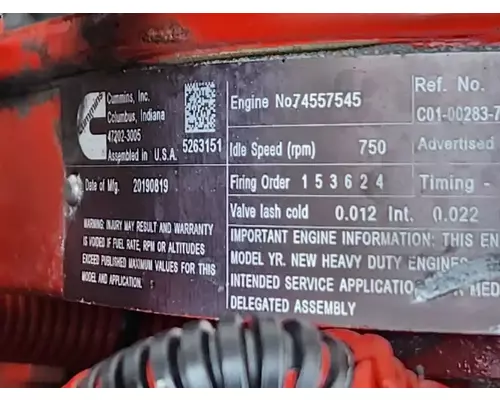 Cummins
Cummins, Inc.
Columbus, Indiana
47202-3005
Assembled in U.S.A.
5263151
Date of Mfg. 20190819
WARNING: INJURY MAY RESULT AND WARRANTY
IS VOIDED IF FUEL RATE, RPM OR ALTITUDES
EXCEED PUBLISHED MAXIMUM VALUES FOR THIS
MODEL AND APPLICATION.
Engine No 74557545
Idle Speed (rpm) 750
Firing Order 1 5 3 6 2 4
Valve lash cold 0.012 Int. 0.022
IMPORTANT ENGINE INFORMATION: THIS EN
MODEL YR. NEW HEAVY DUTY ENGINES
INTENDED SERVICE APPLICATIO MED
DELEGATED ASSEMBLY
Ref. No.
C01-00283-7
Advertised
Timing -